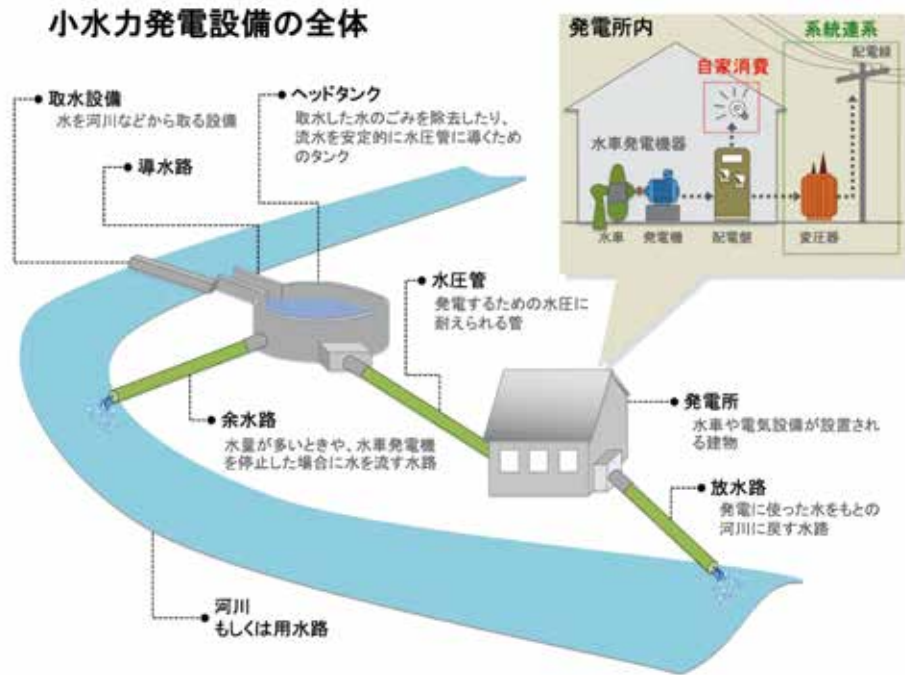 小水力発電設備の全体
取水設備
水を河川などから取る設備
導水路
ヘッドタンク
取水した水のごみを除去したり、
流水を安定的に水圧管に導くため
のタンク
発電所内
系統連系
配電線
自家消費
水車発電機器
水車
発電機
配電盤
変圧器
水圧管
発電するための水圧に
耐えられる管
余水路
水量が多いときや、水車発電機
を停止した場合に水を流す水路
発電所
水車や電気設備が設置され
る建物
放水路
発電に使った水をもとの
河川に戻す水路
河川
もしくは用水路